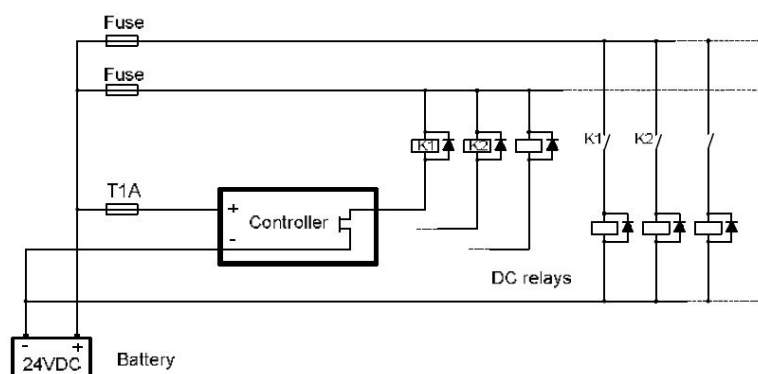 Fuse
Fuse
K1
K2
K1
K2
T1A
+
Controller
-
DC relays
- +
24VDC
Battery